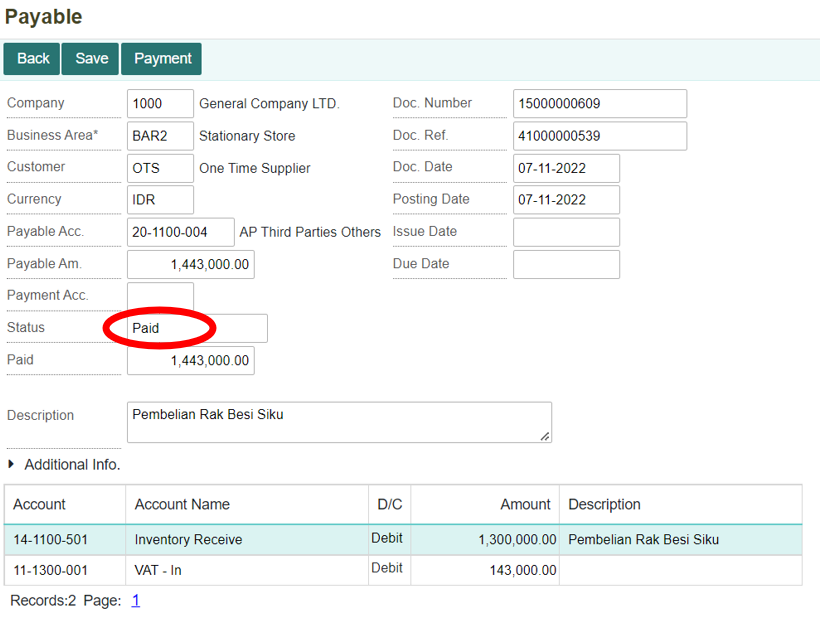 Payable
Back Save Payment
Company 1000 General Company LTD. Doc. Number 15000000609
Business Area* BAR2 Stationary Store Doc. Ref. 41000000539
Customer OTS One Time Supplier Doc. Date 07-11-2022
Currency IDR Posting Date 07-11-2022
Payable Acc. 20-1100-004 AP Third Parties Others Issue Date
Payable Am. 1,443,000.00 Due Date
Payment Acc.
Status Paid
Paid 1,443,000.00
Description Pembelian Rak Besi Siku
Additional Info.
Account Account Name D/C Amount Description
14-1100-501 Inventory Receive Debit 1,300,000.00 Pembelian Rak Besi Siku
11-1300-001 VAT - In Debit 143,000.00
Records:2 Page: 1